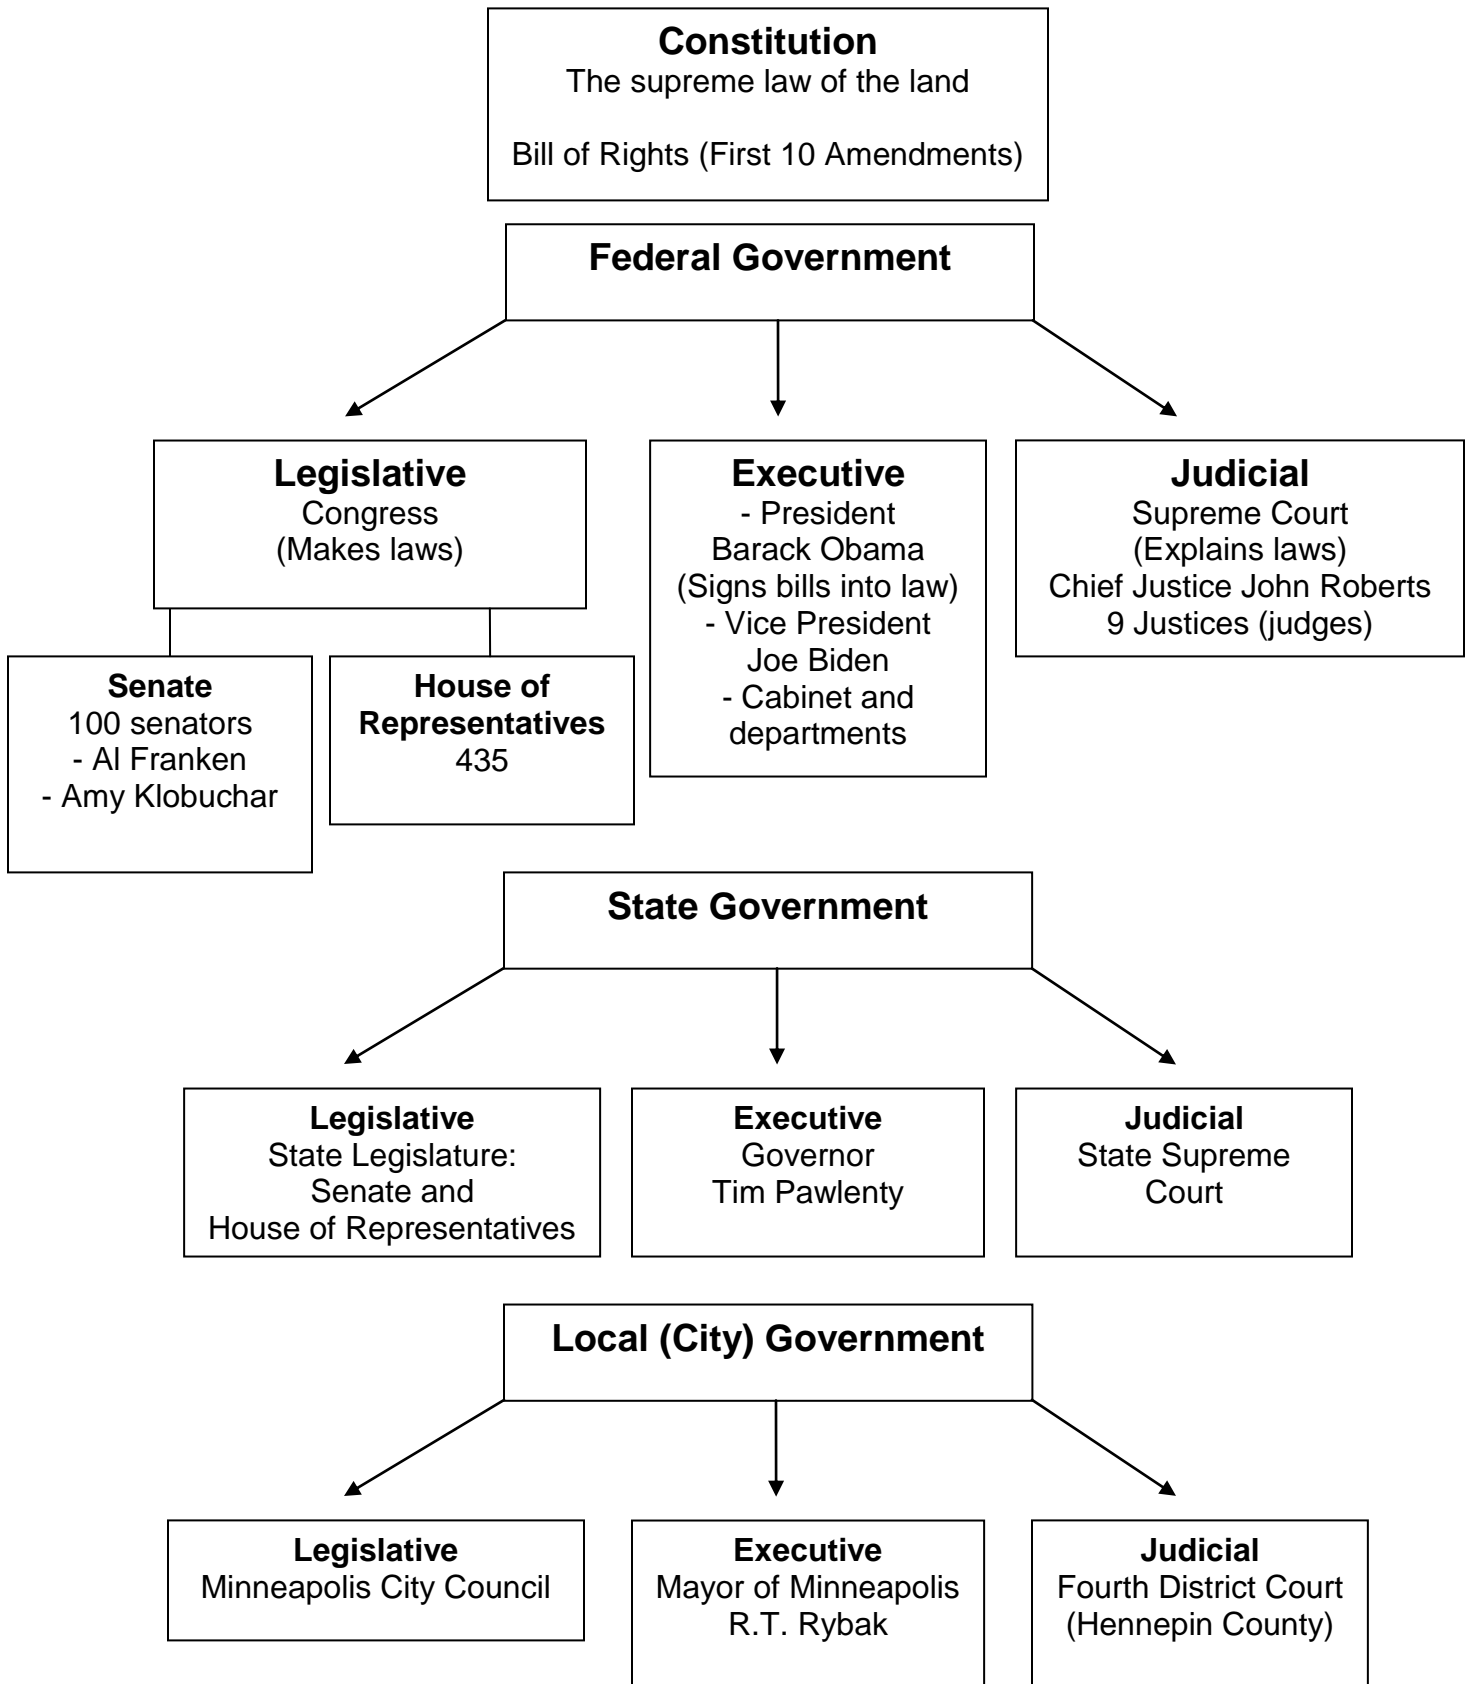 Constitution
The supreme law of the land
Bill of Rights (First 10 Amendments)
Federal Government
Legislative
Congress
(Makes laws)
Senate
100 senators
- Al Franken
- Amy Klobuchar
House of
Representatives
435
Executive
- President
Barack Obama
(Signs bills into law)
- Vice President
Joe Biden
- Cabinet and
departments
Judicial
Supreme Court
(Explains laws)
Chief Justice John Roberts
9 Justices (judges)
State Government
Legislative
State Legislature:
Senate and
House of Representatives
Executive
Governor
Tim Pawlenty
Judicial
State Supreme
Court
Local (City) Government
Legislative
Minneapolis City Council
Executive
Mayor of Minneapolis
R.T. Rybak
Judicial
Fourth District Court
(Hennepin County)